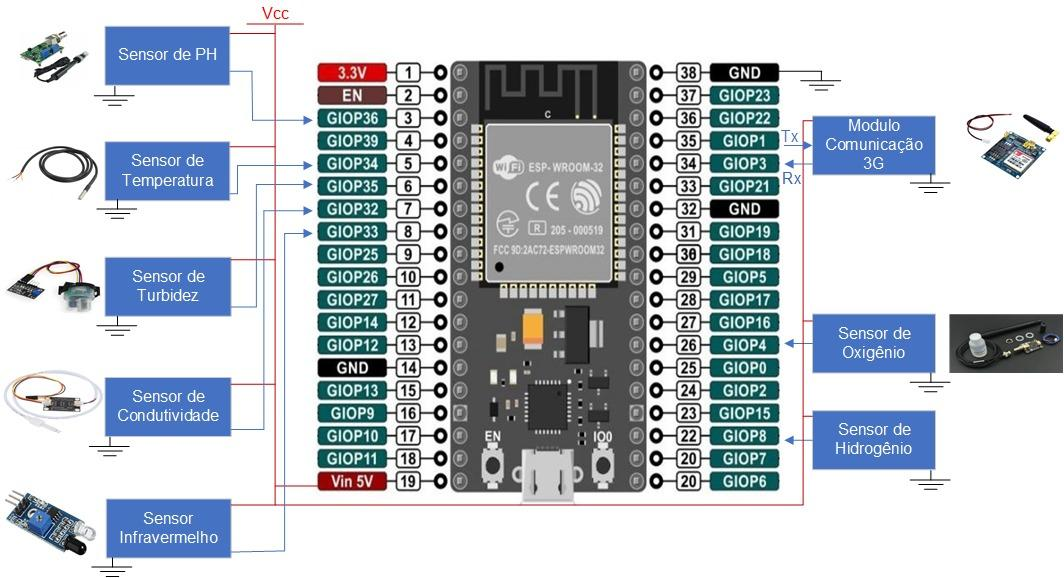 Vcc
Sensor de PH
Sensor de
Temperatura
Sensor de
Turbidez
Sensor de
Condutividade
Sensor
Infravermelho
3.3V 1
EN 2
GIOP36 3
GIOP39 4
GIOP34 5
GIOP35 6
GIOP32 7
GIOP33 8
GIOP25 9
GIOP26 10
GIOP27 11
GIOP14 12
GIOP12 13
GND 14
GIOP13 15
GIOP9 16
GIOP10 17
GIOP11 18
Vin 5V 19
C
WiFi
ESP-WROOM-32
CE
R 205-000519
FCC 9D:2AC72-ESPWROOM32
EN
IO0
38 GND
37 GIOP23
36 GIOP22
35 GIOP1
34 GIOP3
33 GIOP21
32 GND
31 GIOP19
30 GIOP18
29 GIOP5
28 GIOP17
27 GIOP16
26 GIOP4
25 GIOP0
24 GIOP2
23 GIOP15
22 GIOP8
20 GIOP7
20 GIOP6
Tx
Rx
Modulo
Comunicação
3G
Sensor de
Oxigênio
Sensor de
Hidrogênio